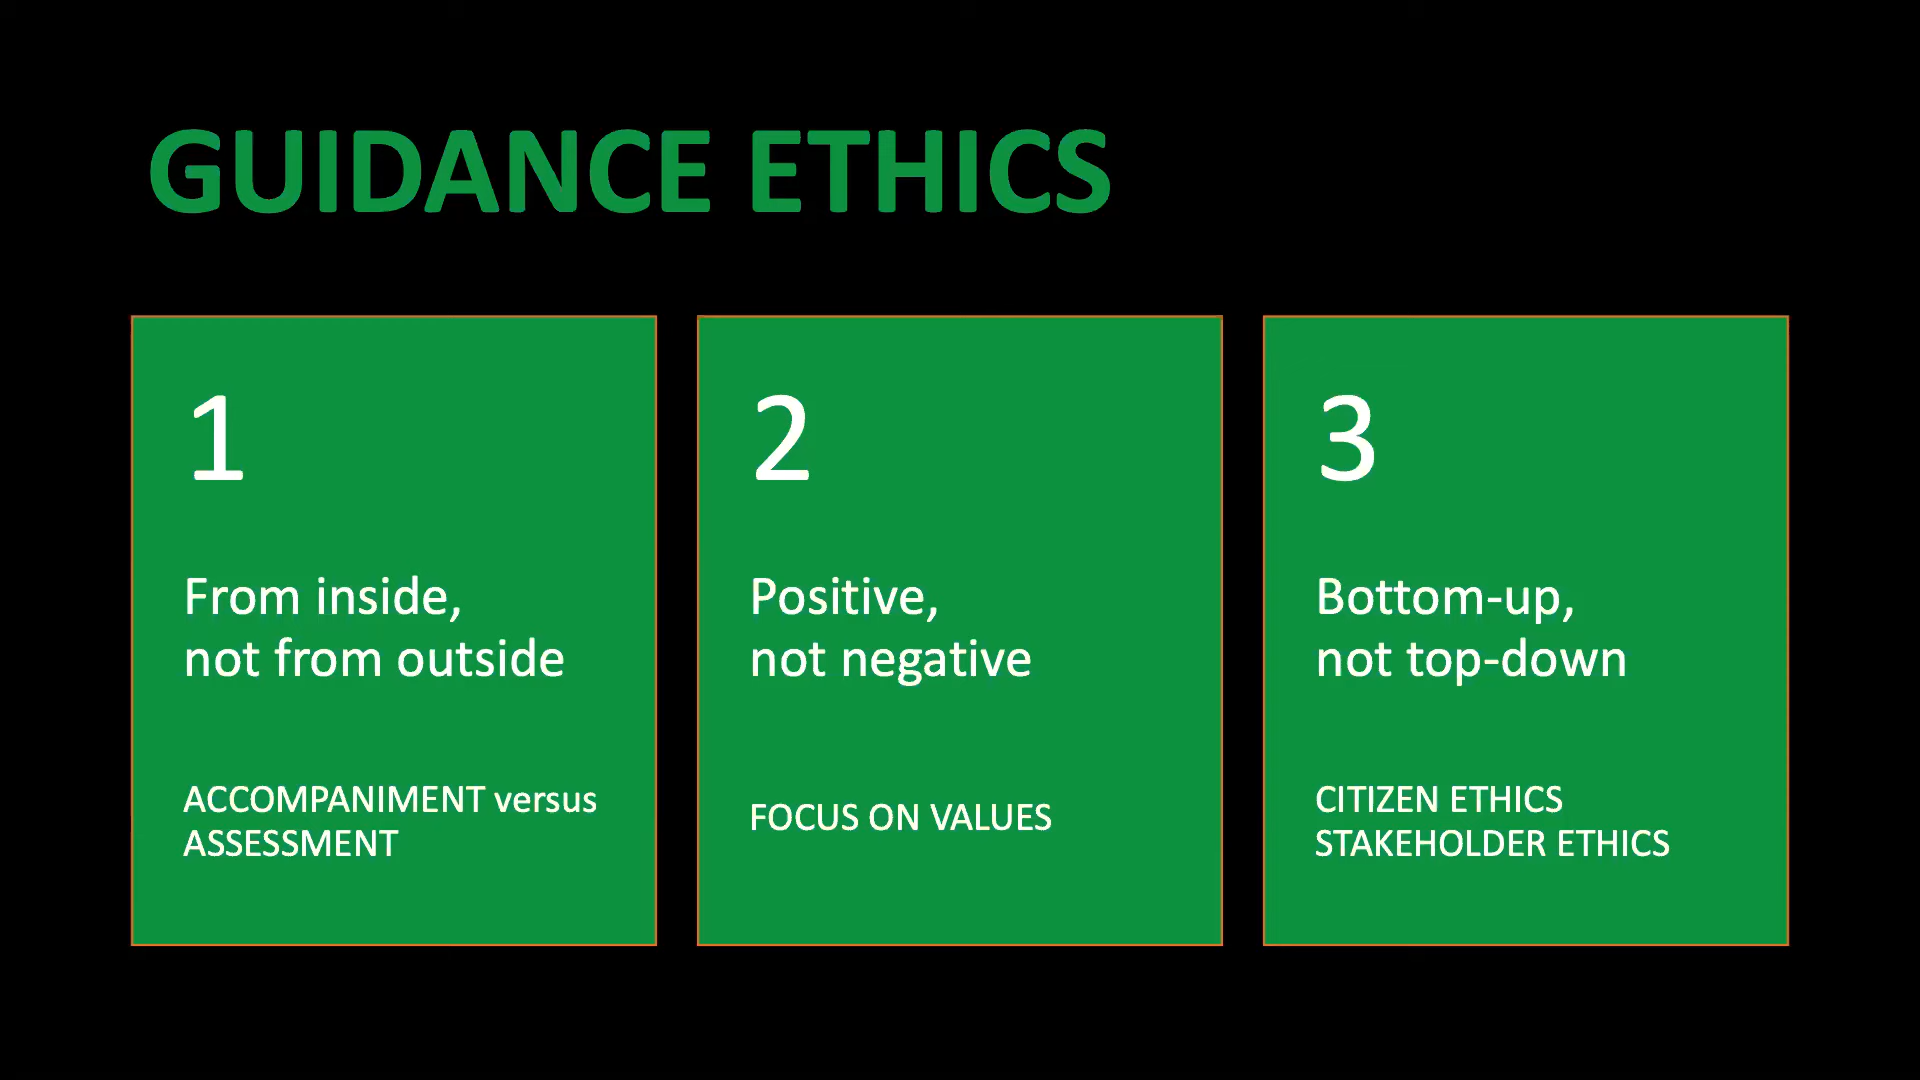 GUIDANCE ETHICS
1
From inside,
not from outside
ACCOMPANIMENT versus
ASSESSMENT
2
Positive,
not negative
FOCUS ON VALUES
3
Bottom-up,
not top-down
CITIZEN ETHICS
STAKEHOLDER ETHICS